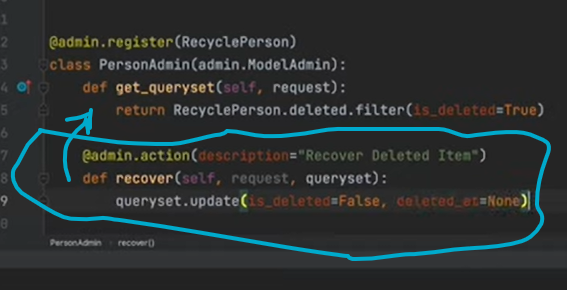 2
@admin.register(RecyclePerson)
3
class PersonAdmin(admin.ModelAdmin):
4
def get_queryset(self, request):
5
return RecyclePerson.deleted.filter(is_deleted=True)
6
7
@admin.action(description="Recover Deleted Item")
8
def recover(self, request, queryset):
9
queryset.update(is_deleted=False, deleted_at=None)
PersonAdmin › recover()